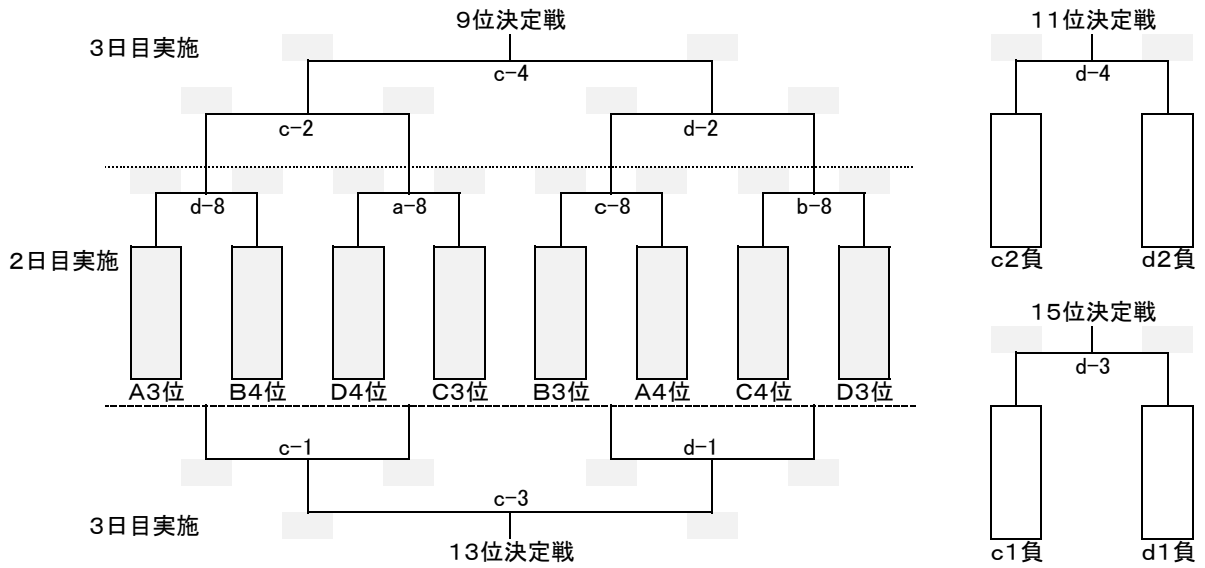 9位決定戦
11位決定戦
3日目実施
c-4
d-4
c-2
d-2
d-8
a-8
c-8
b-8
2日目実施
c2負
d2負
15位決定戦
d-3
A3位
B4位
D4位
C3位
B3位
A4位
C4位
D3位
c-1
d-1
c-3
3日目実施
13位決定戦
c1負
d1負